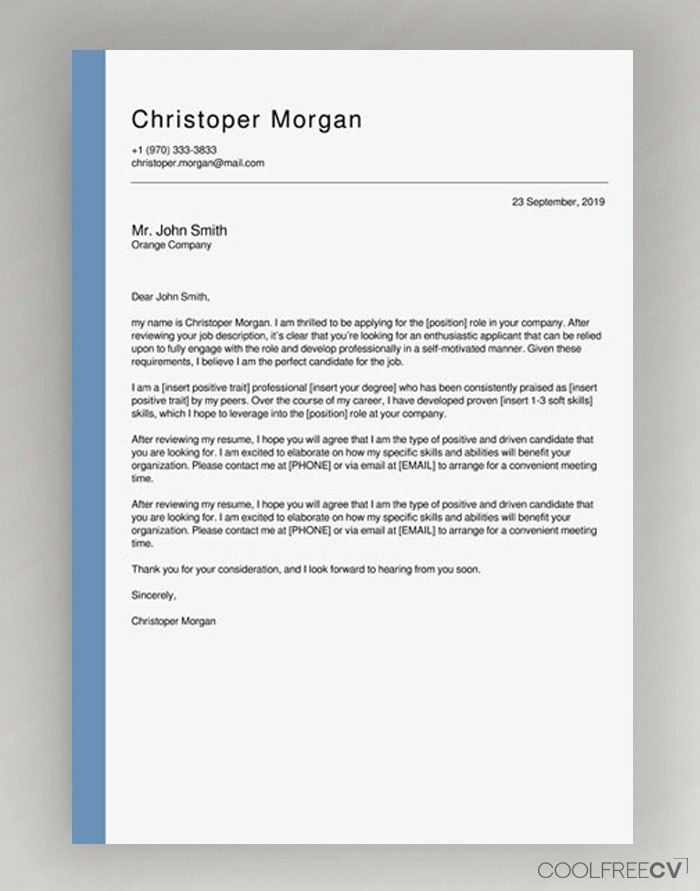 Christoper Morgan
+1 (970) 333-3833
christoper.morgan@mail.com
23 September, 2019
Mr. John Smith
Orange Company
Dear John Smith,
my name is Christoper Morgan. I am thrilled to be applying for the [position] role in your company. After
reviewing your job description, it's clear that you're looking for an enthusiastic applicant that can be relied
upon to fully engage with the role and develop professionally in a self-motivated manner. Given these
requirements, I believe I am the perfect candidate for the job.
I am a [insert positive trait] professional [insert your degree] who has been consistently praised as [insert
positive trait] by my peers. Over the course of my career, I have developed proven [insert 1-3 soft skills]
skills, which I hope to leverage into the [position] role at your company.
After reviewing my resume, I hope you will agree that I am the type of positive and driven candidate that
you are looking for. I am excited to elaborate on how my specific skills and abilities will benefit your
organization. Please contact me at [PHONE] or via email at [EMAIL] to arrange for a convenient meeting
time.
After reviewing my resume, I hope you will agree that I am the type of positive and driven candidate that
you are looking for. I am excited to elaborate on how my specific skills and abilities will benefit your
organization. Please contact me at [PHONE] or via email at [EMAIL] to arrange for a convenient meeting
time.
Thank you for your consideration, and I look forward to hearing from you soon.
Sincerely,
Christoper Morgan
COOLFREECV